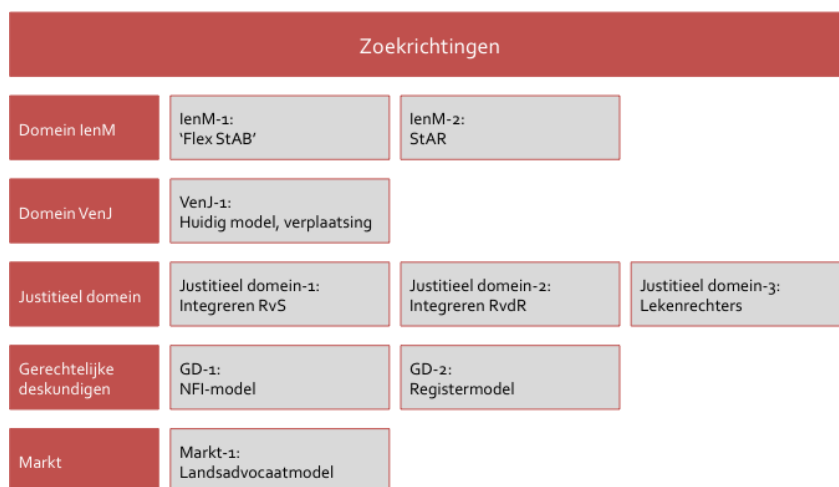 Zoekrichtingen
Domein IenM
IenM-1:
‘Flex StAB’
IenM-2:
StAR
Domein VenJ
VenJ-1:
Huidig model, verplaatsing
Justitieel domein
Justitieel domein-1:
Integreren RvS
Justitieel domein-2:
Integreren RvdR
Justitieel domein-3:
Lekenrechters
Gerechtelijke
deskundigen
GD-1:
NFI-model
GD-2:
Registermodel
Markt
Markt-1:
Landsadvocaatmodel